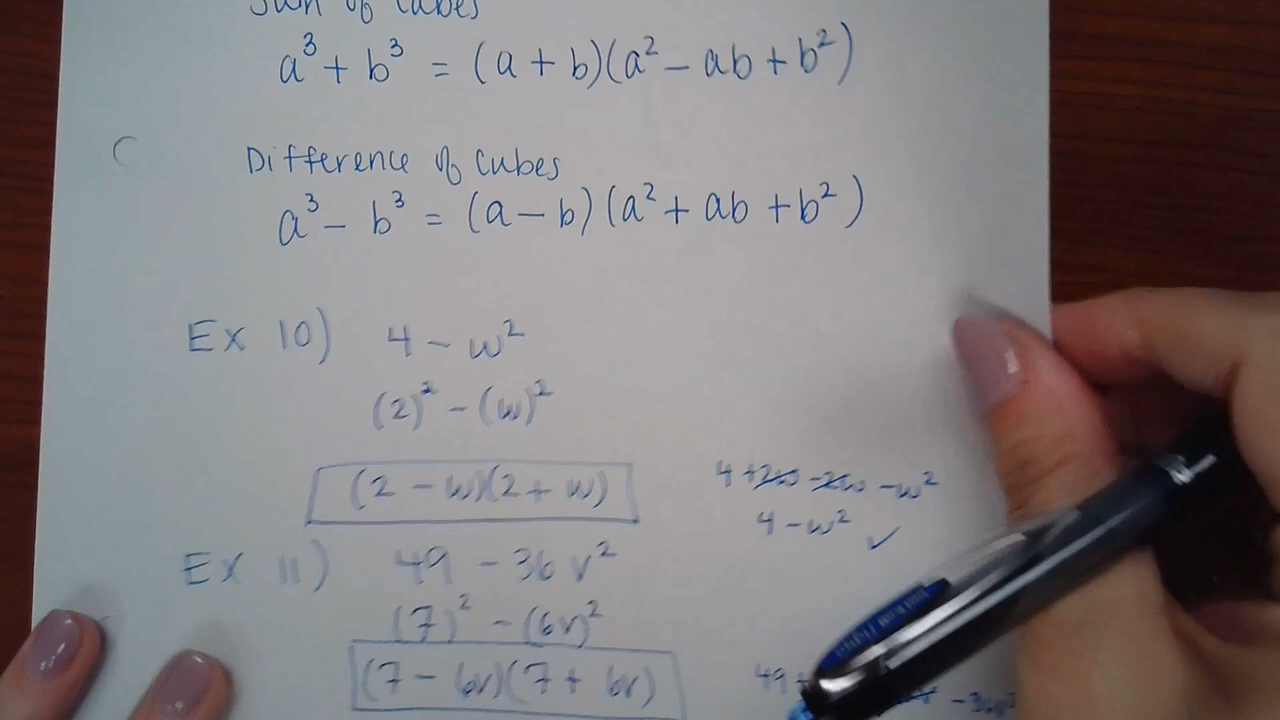 Sum of Cubes
a³ + b³ = (a + b)(a² - ab + b²)
Difference of Cubes
a³ - b³ = (a - b)(a² + ab + b²)
Ex 10) 4 - w²
(2)² - (w)²
(2 - w)(2 + w)
4 + 2w - 2w - w²
4 - w² ✓
Ex 11) 49 - 36v²
(7)² - (6v)²
(7 - 6v)(7 + 6v)
49 +